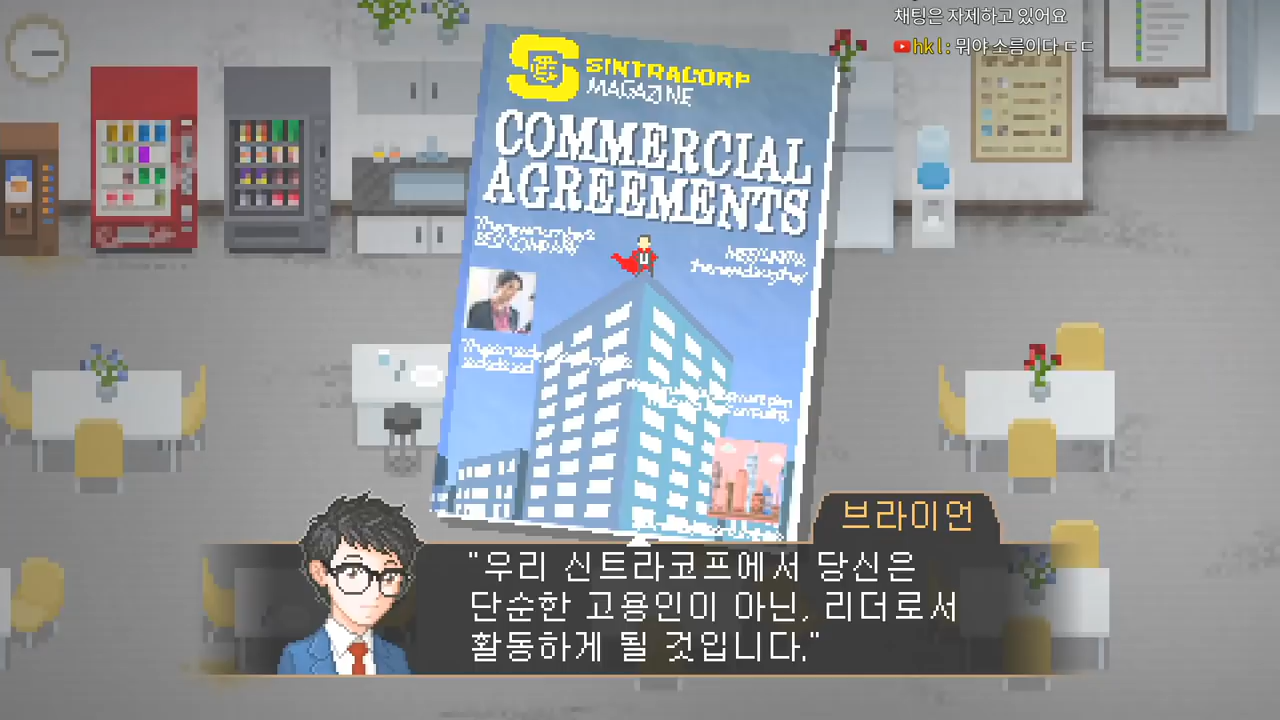 채팅은 자제하고 있어요
hkl: 뭐야 소름이다 ㄷㄷ
SINTRACORP
MAGAZINE
COMMERCIAL
AGREEMENTS
브라이언
"우리 신트라코프에서 당신은
단순한 고용인이 아닌, 리더로서
활동하게 될 것입니다."